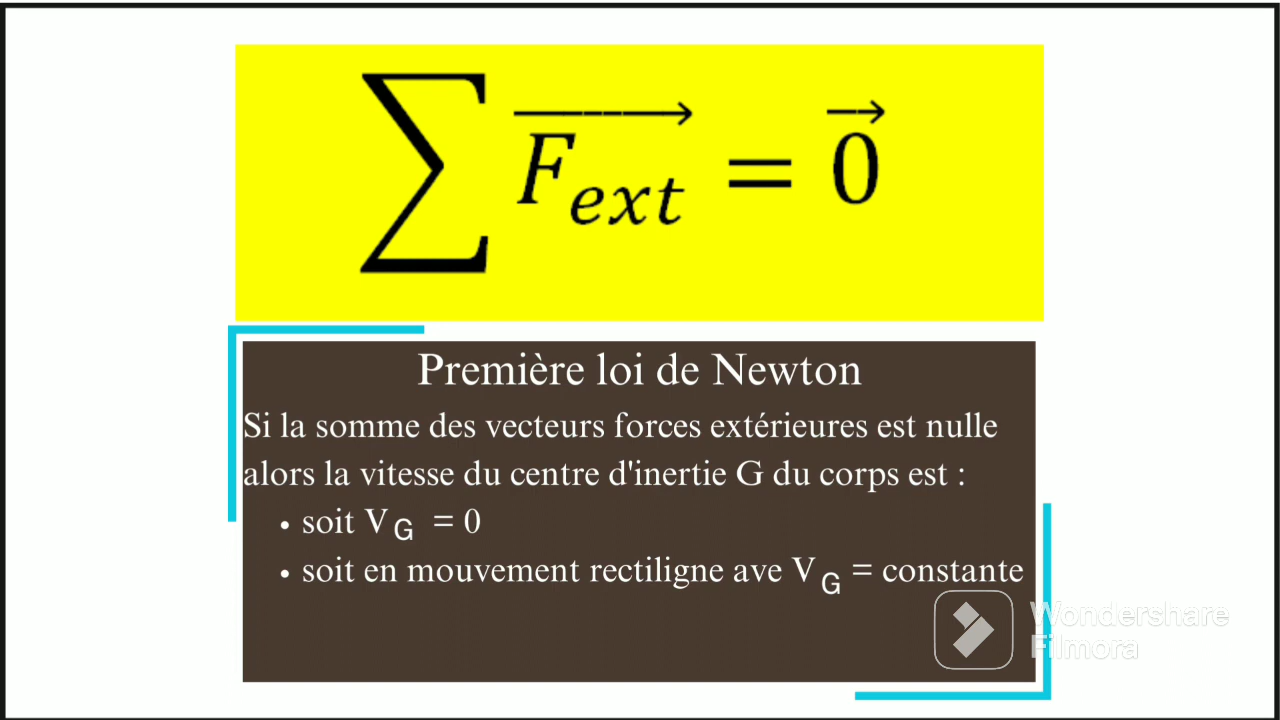 ∑ F⃗ext = 0⃗
Première loi de Newton
Si la somme des vecteurs forces extérieures est nulle
alors la vitesse du centre d'inertie G du corps est :
• soit VG = 0
• soit en mouvement rectiligne ave VG = constante
Wondershare
Filmora